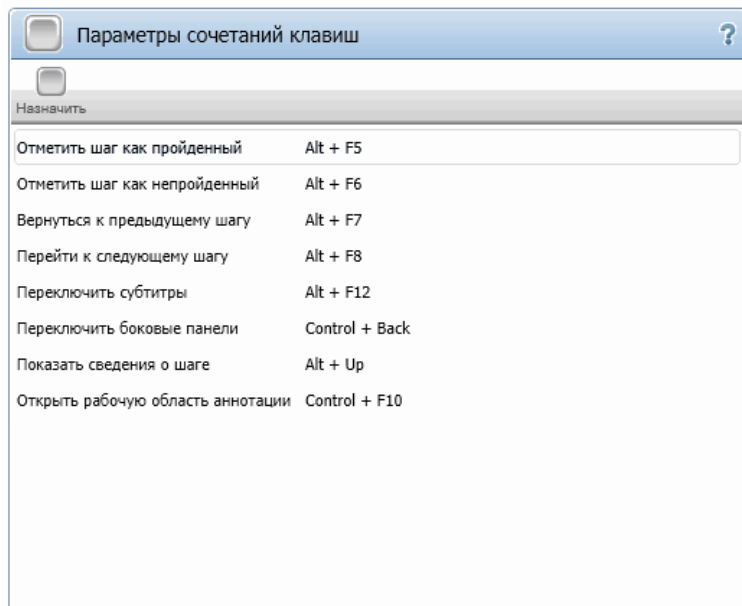 Параметры сочетаний клавиш ?
Назначить
Отметить шаг как пройденный Alt + F5
Отметить шаг как непройденный Alt + F6
Вернуться к предыдущему шагу Alt + F7
Перейти к следующему шагу Alt + F8
Переключить субтитры Alt + F12
Переключить боковые панели Control + Back
Показать сведения о шаге Alt + Up
Открыть рабочую область аннотации Control + F10